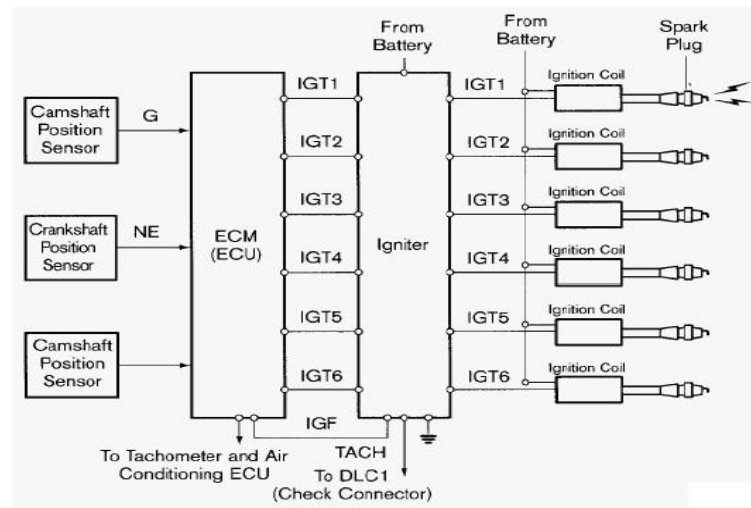 From
Battery
From
Battery
Spark
Plug
Camshaft
Position
Sensor
G
Crankshaft
Position
Sensor
NE
Camshaft
Position
Sensor
ECM
(ECU)
IGT1
IGT2
IGT3
IGT4
IGT5
IGT6
IGF
Igniter
IGT1
IGT2
IGT3
IGT4
IGT5
IGT6
Ignition Coil
Ignition Coil
Ignition Coil
Ignition Coil
Ignition Coil
Ignition Coil
To Tachometer and Air
Conditioning ECU
TACH
To DLC1
(Check Connector)